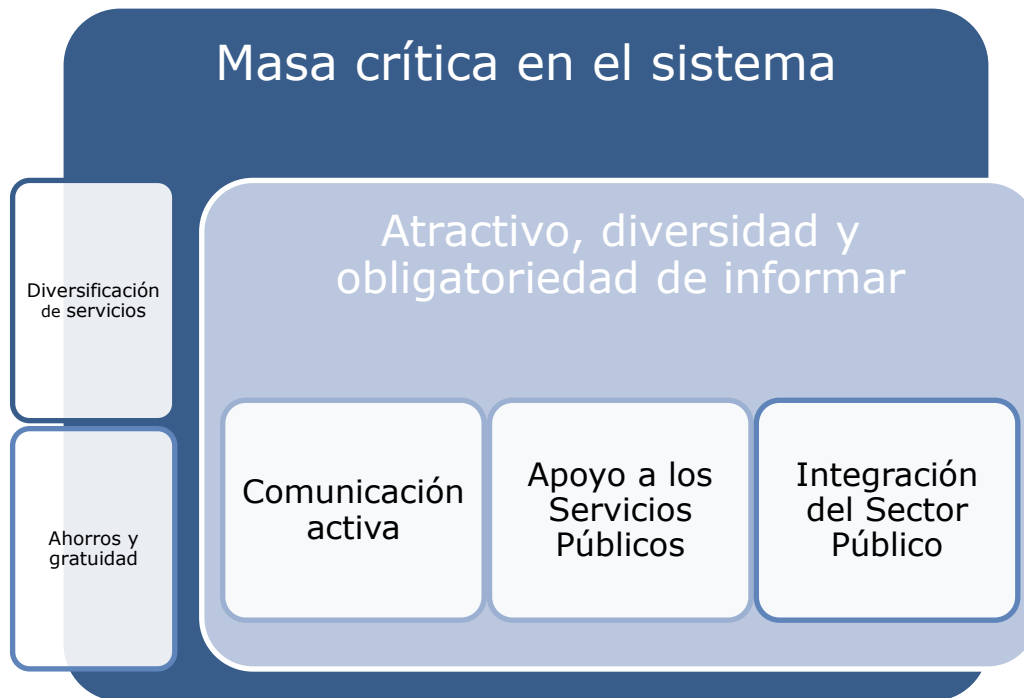 Masa crítica en el sistema
Diversificación
de servicios
Ahorros y
gratuidad
Atractivo, diversidad y
obligatoriedad de informar
Comunicación
activa
Apoyo a los
Servicios
Públicos
Integración
del Sector
Público